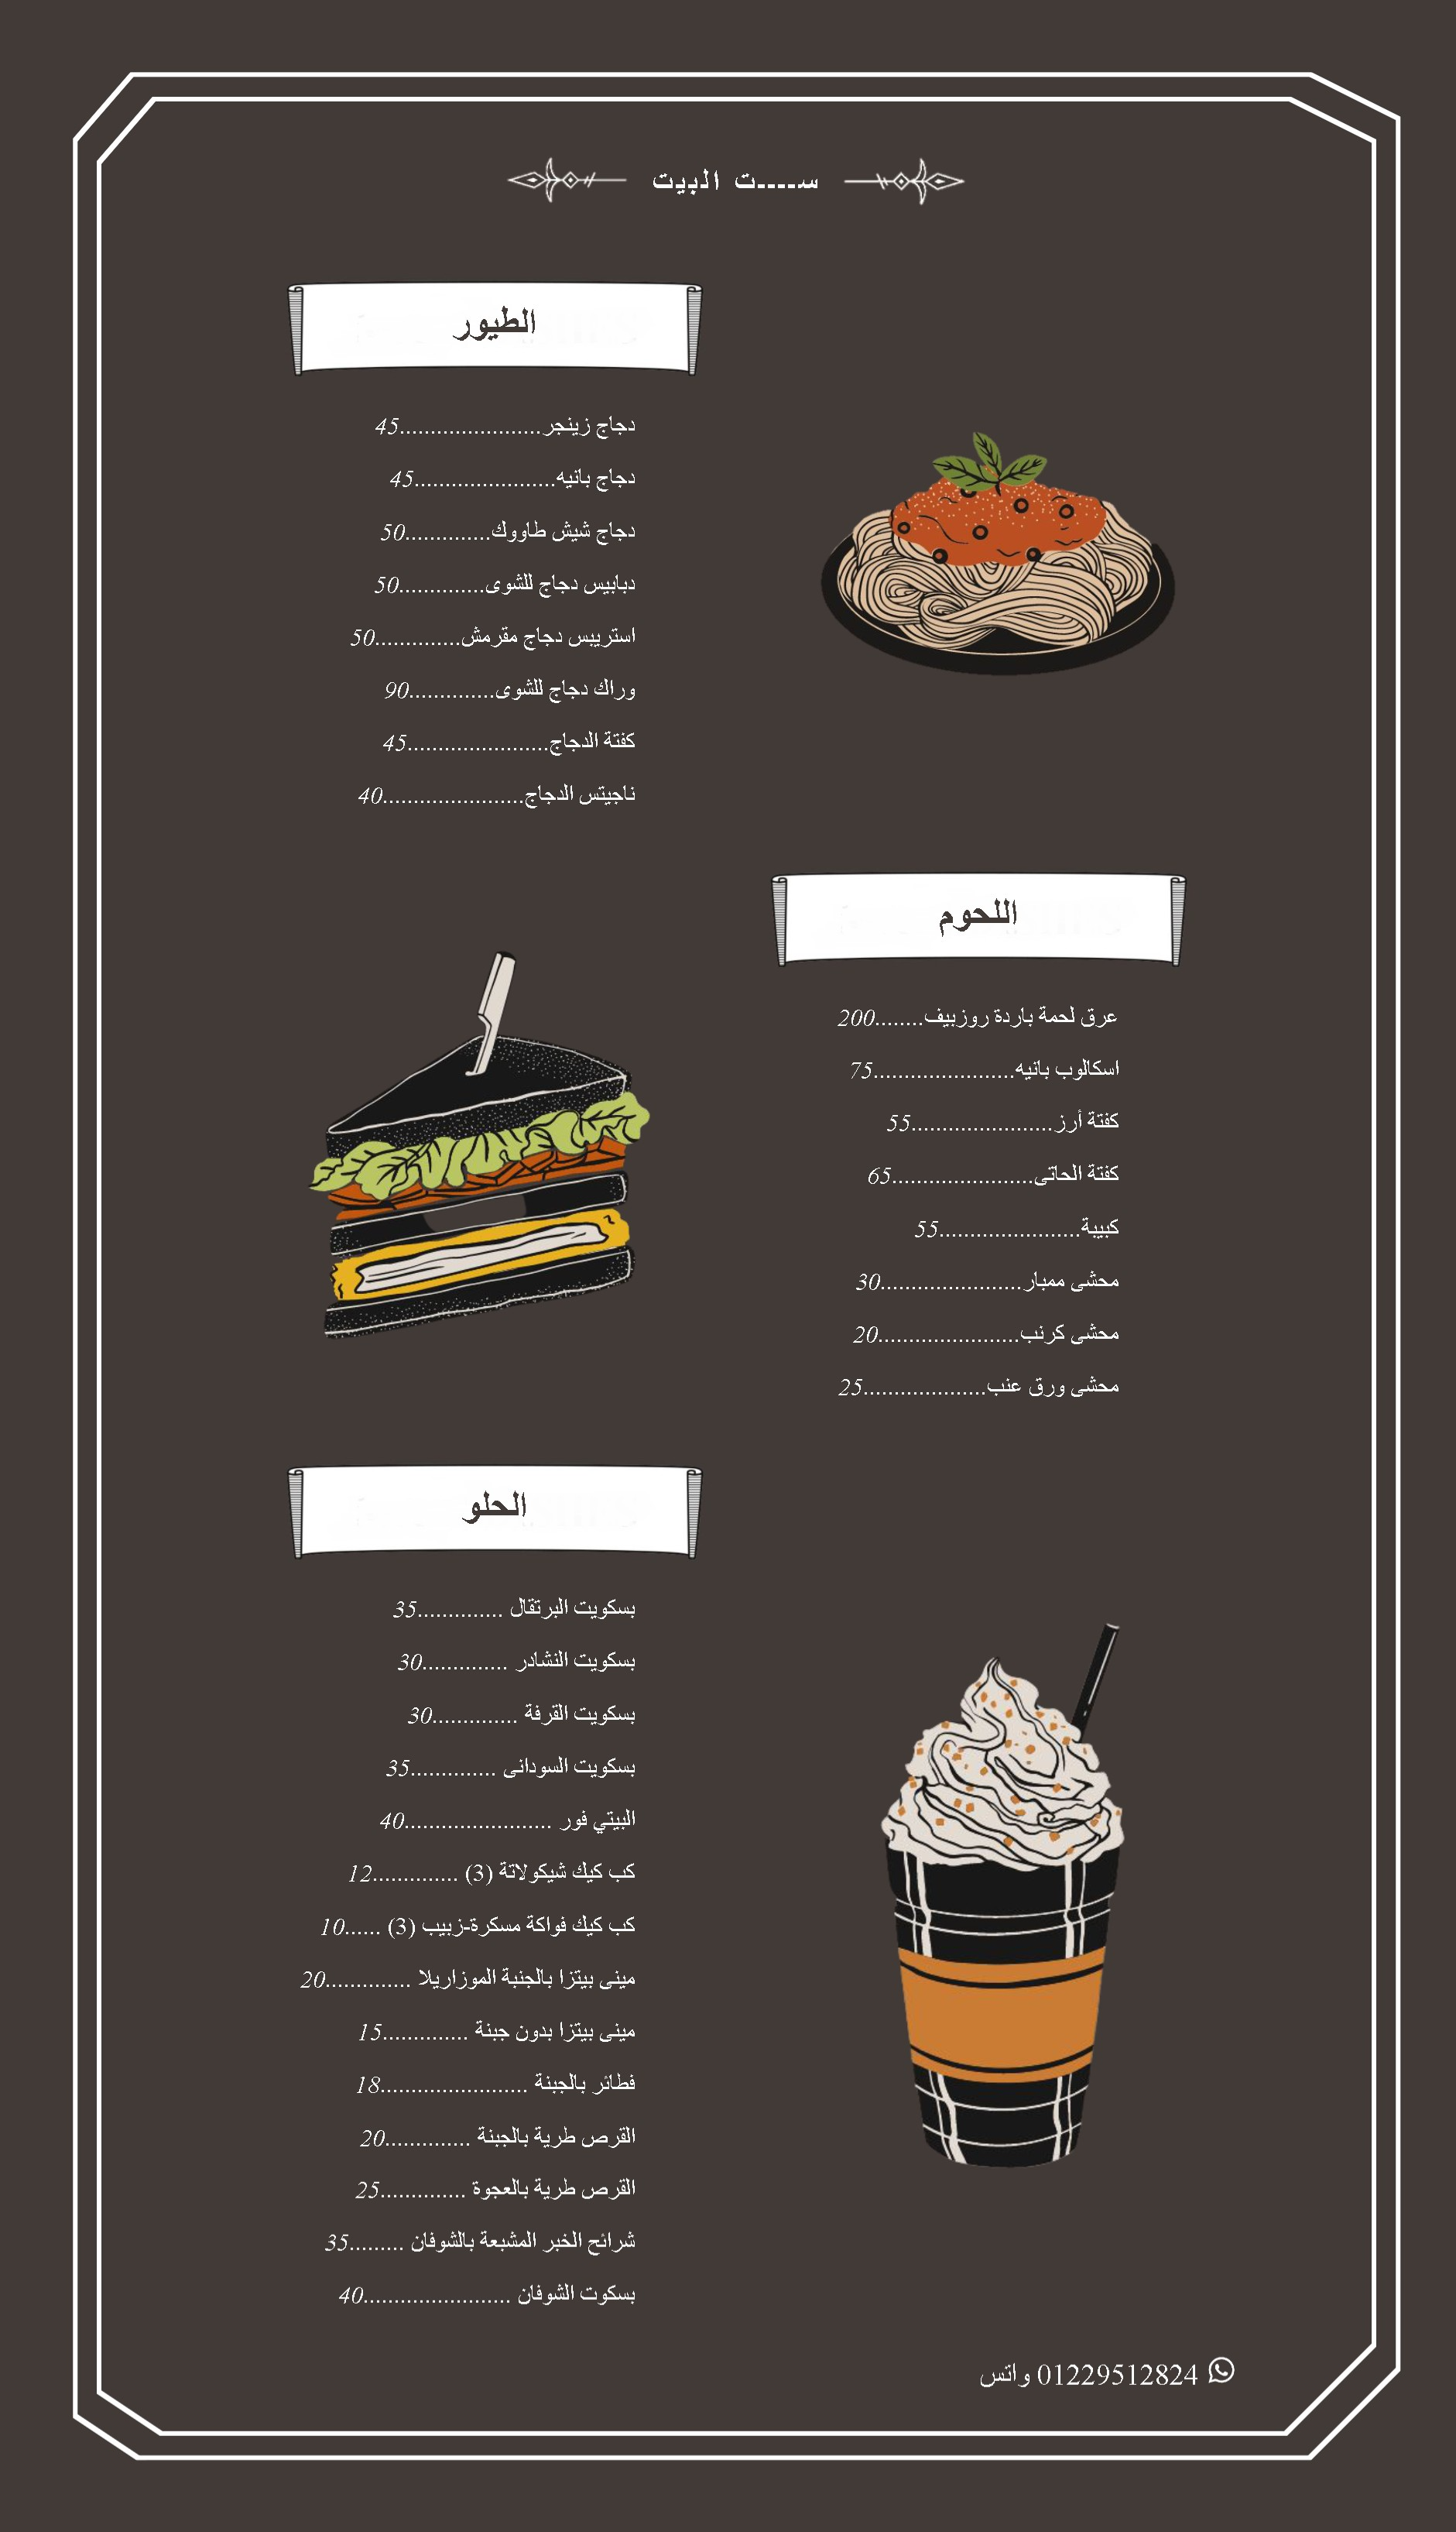 ســــت البيت
الطيور
دجاج زينجر.......................45
دجاج بانيه.......................45
دجاج شيش طاووك..............50
دبابيس دجاج للشوى..............50
استريبس دجاج مقرمش..............50
وراك دجاج للشوى..............90
كفتة الدجاج.......................45
ناجيتس الدجاج.......................40
اللحوم
عرق لحمة باردة روزبيف........200
اسكالوب بانيه.......................75
كفتة أرز.......................55
كفتة الحاتى.......................65
كبيبة.......................55
محشى ممبار.......................30
محشى كرنب.......................20
محشى ورق عنب....................25
الحلو
بسكويت البرتقال ..............35
بسكويت النشادر ..............30
بسكويت القرفة ..............30
بسكويت السودانى ..............35
البيتي فور ........................40
كب كيك شيكولاتة (3) ..............12
كب كيك فواكة مسكرة-زبيب (3) ......10
مينى بيتزا بالجنبة الموزاريلا ..............20
مينى بيتزا بدون جبنة ..............15
فطائر بالجبنة ........................18
القرص طرية بالجبنة ..............20
القرص طرية بالعجوة ..............25
شرائح الخبر المشبعة بالشوفان .........35
بسكوت الشوفان ........................40
01229512824 واتس